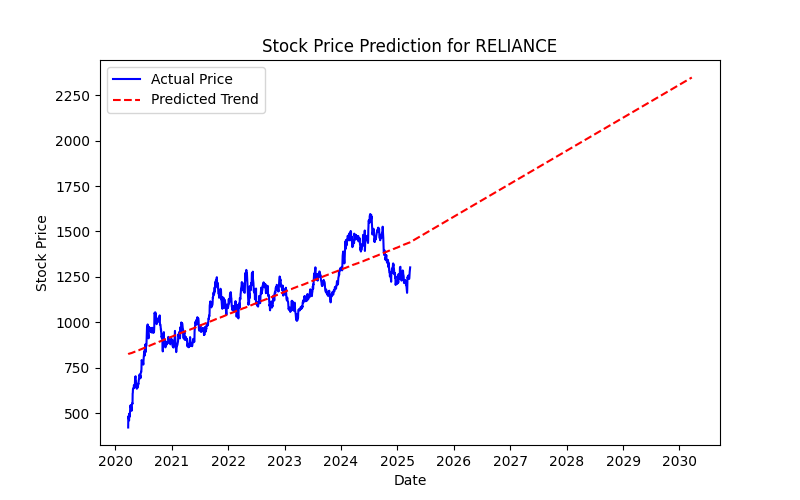 Stock Price Prediction for RELIANCE
Actual Price
Predicted Trend
Stock Price
2250
2000
1750
1500
1250
1000
750
500
2020 2021 2022 2023 2024 2025 2026 2027 2028 2029 2030
Date